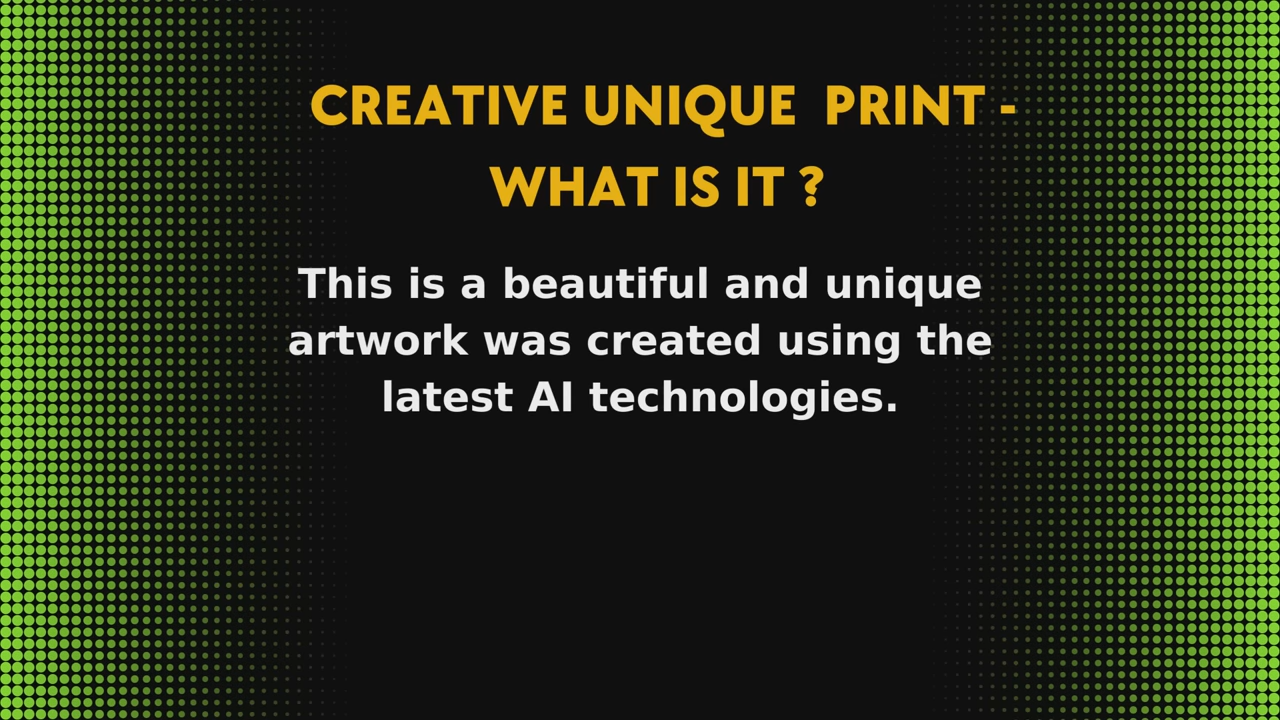 CREATIVE UNIQUE PRINT -
WHAT IS IT ?
This is a beautiful and unique
artwork was created using the
latest AI technologies.